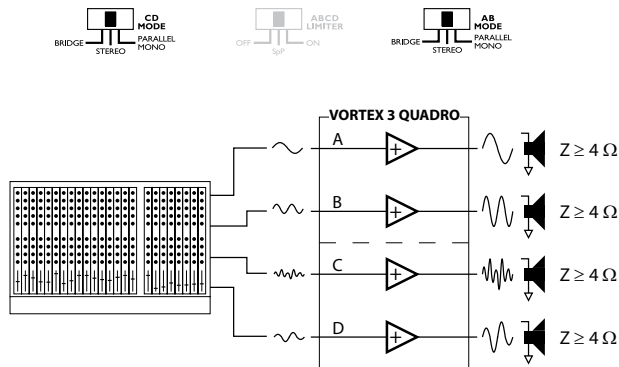 CD
MODE
BRIDGE
STEREO
PARALLEL
MONO
ABCD
LIMITER
OFF
SpP
ON
AB
MODE
BRIDGE
STEREO
PARALLEL
MONO
VORTEX 3 QUADRO
A
Z ≥ 4 Ω
B
Z ≥ 4 Ω
C
Z ≥ 4 Ω
D
Z ≥ 4 Ω